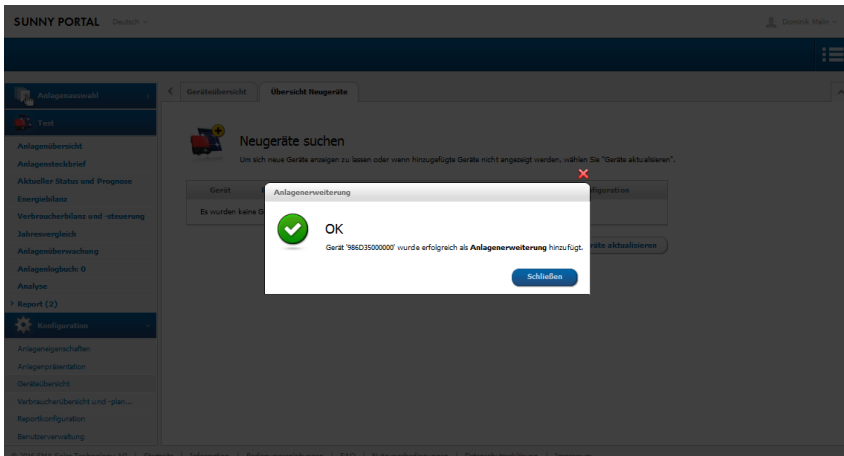 SUNNY PORTAL Deutsch
Dominik Main
Anlagenauswahl
Geräteübersicht
Übersicht Neugeräte
Test
Neugeräte suchen
Um sich neue Geräte anzeigen zu lassen oder wenn hinzugefügte Geräte nicht angezeigt werden, wählen Sie "Geräte aktualisieren".
Anlagenübersicht
Anlagensteckbrief
Aktueller Status und Prognose
Energiebilanz
Verbraucherbilanz und -steuerung
Jahresvergleich
Anlagenüberwachung
Anlagenlogbuch: 0
Analyse
Report (2)
Konfiguration
Anlageneigenschaften
Anlagenpräsentation
Geräteübersicht
Verbraucherübersicht und -plan...
Reportkonfiguration
Benutzerverwaltung
Gerät
figuration
Es wurden keine G
räte aktualisieren
Anlagenerweiterung
OK
Gerät '986D35000000' wurde erfolgreich als Anlagenerweiterung hinzufügt.
Schließen